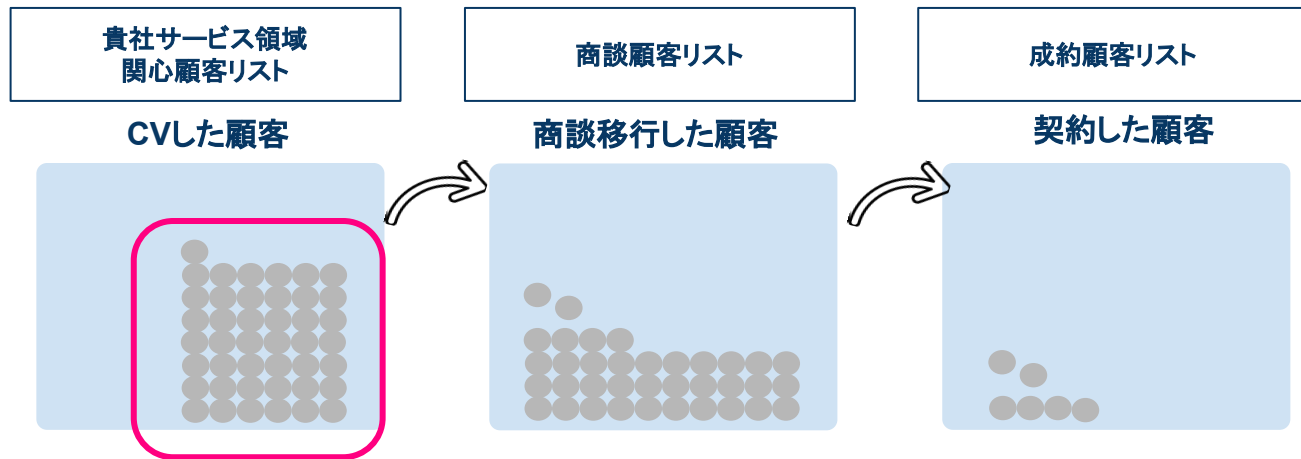 貴社サービス領域
関心顧客リスト
商談顧客リスト
成約顧客リスト
CVした顧客
商談移行した顧客
契約した顧客